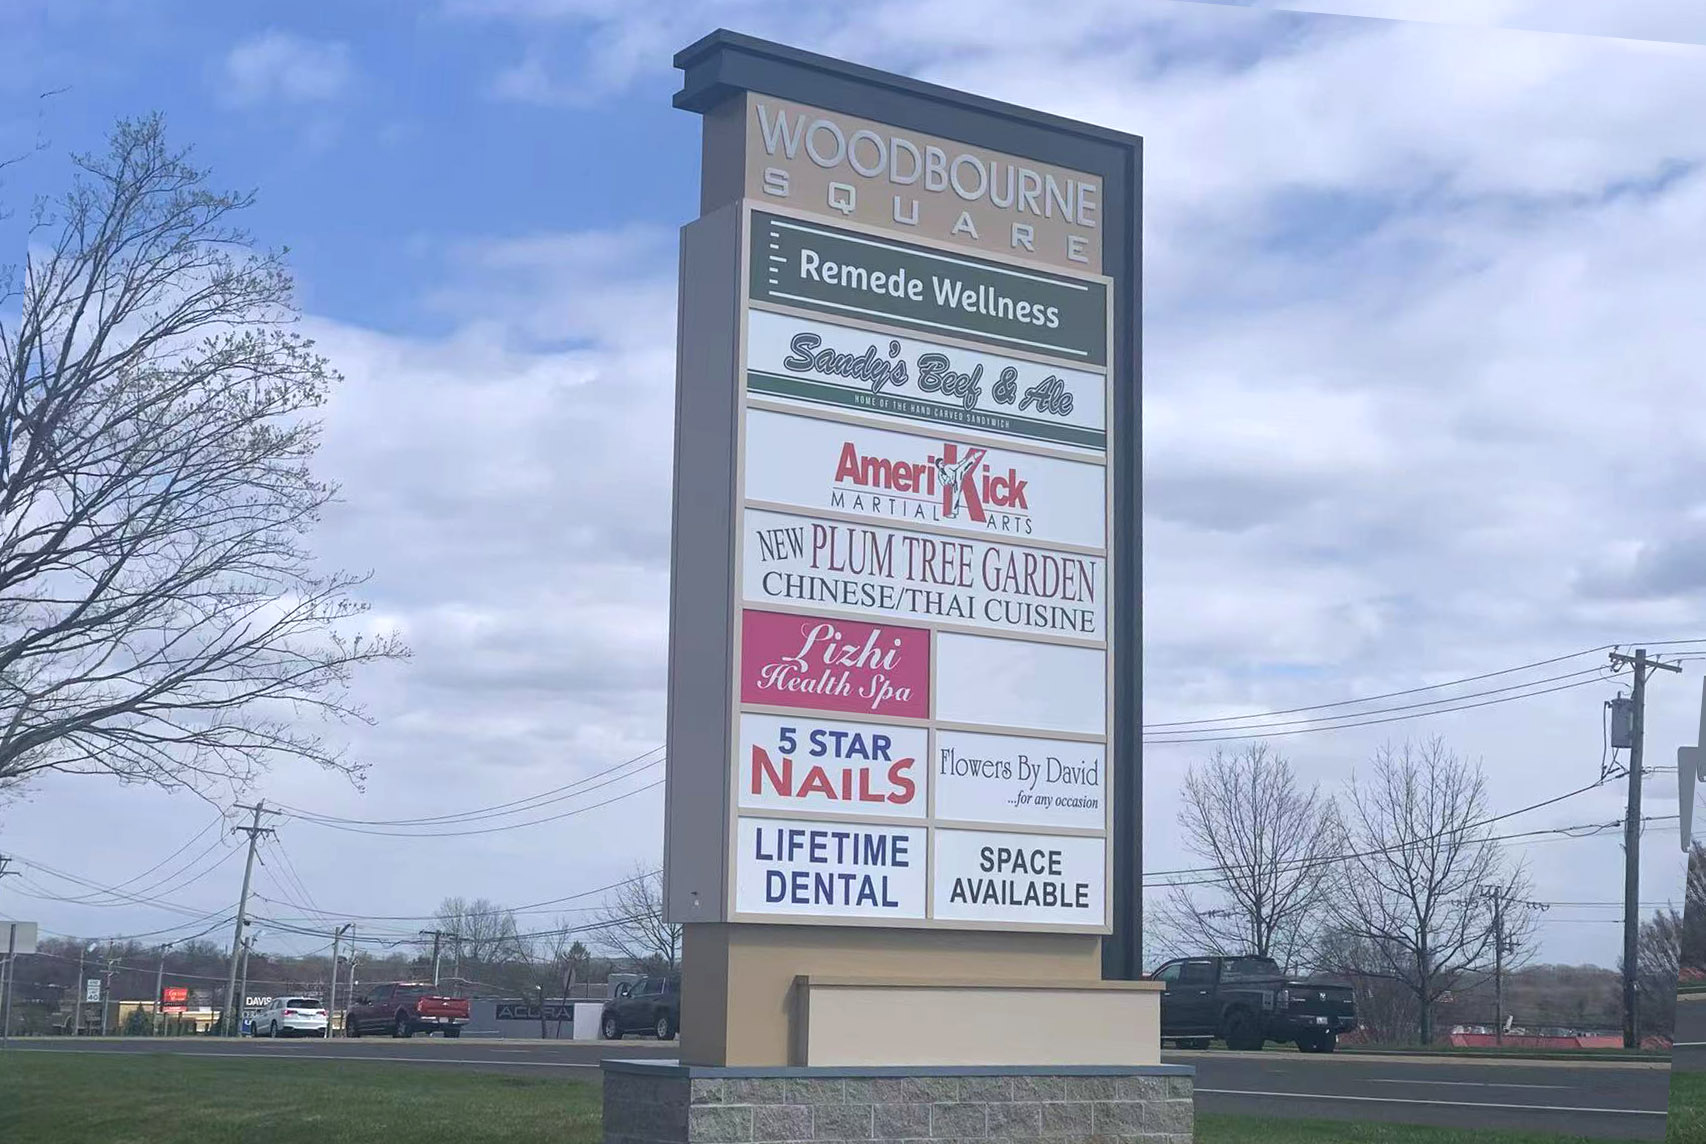 WOODBOURNE
SQUARE
Remede Wellness
Sandy's Beef & Ale
HOME OF THE HAND CARVED SANDYWICH
AmeriKick
MARTIAL ARTS
NEW PLUM TREE GARDEN
CHINESE/THAI CUISINE
Lizhi
Health Spa
5 STAR
NAILS
Flowers By David
...for any occasion
LIFETIME
DENTAL
SPACE
AVAILABLE
DAVIS
ACURA